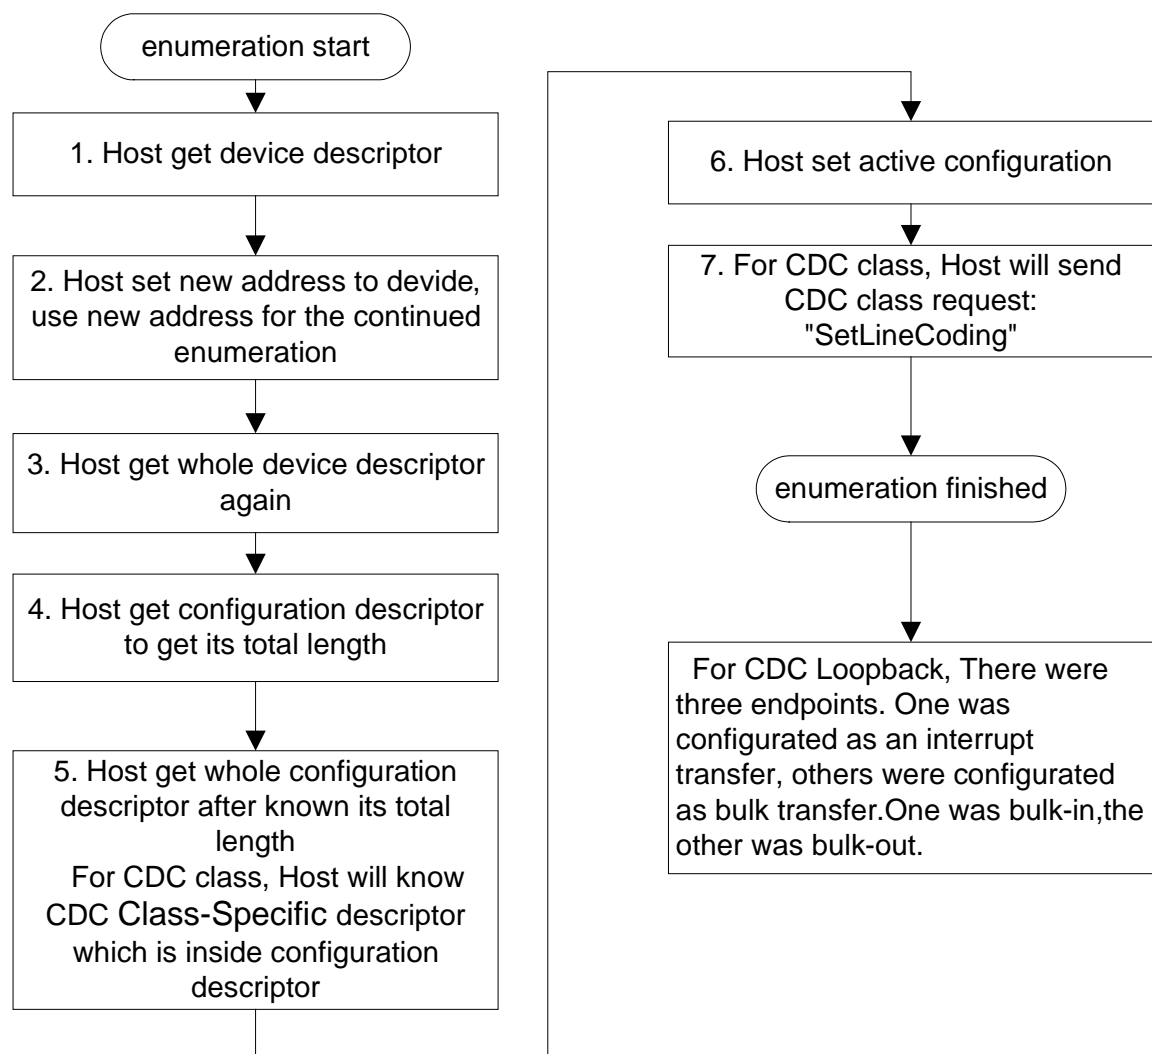 enumeration start
1. Host get device descriptor
2. Host set new address to devide,
use new address for the continued
enumeration
3. Host get whole device descriptor
again
4. Host get configuration descriptor
to get its total length
5. Host get whole configuration
descriptor after known its total
length
For CDC class, Host will know
CDC Class-Specific descriptor
which is inside configuration
descriptor
6. Host set active configuration
7. For CDC class, Host will send
CDC class request:
"SetLineCoding"
enumeration finished
For CDC Loopback, There were
three endpoints. One was
configurated as an interrupt
transfer, others were configurated
as bulk transfer.One was bulk-in,the
other was bulk-out.